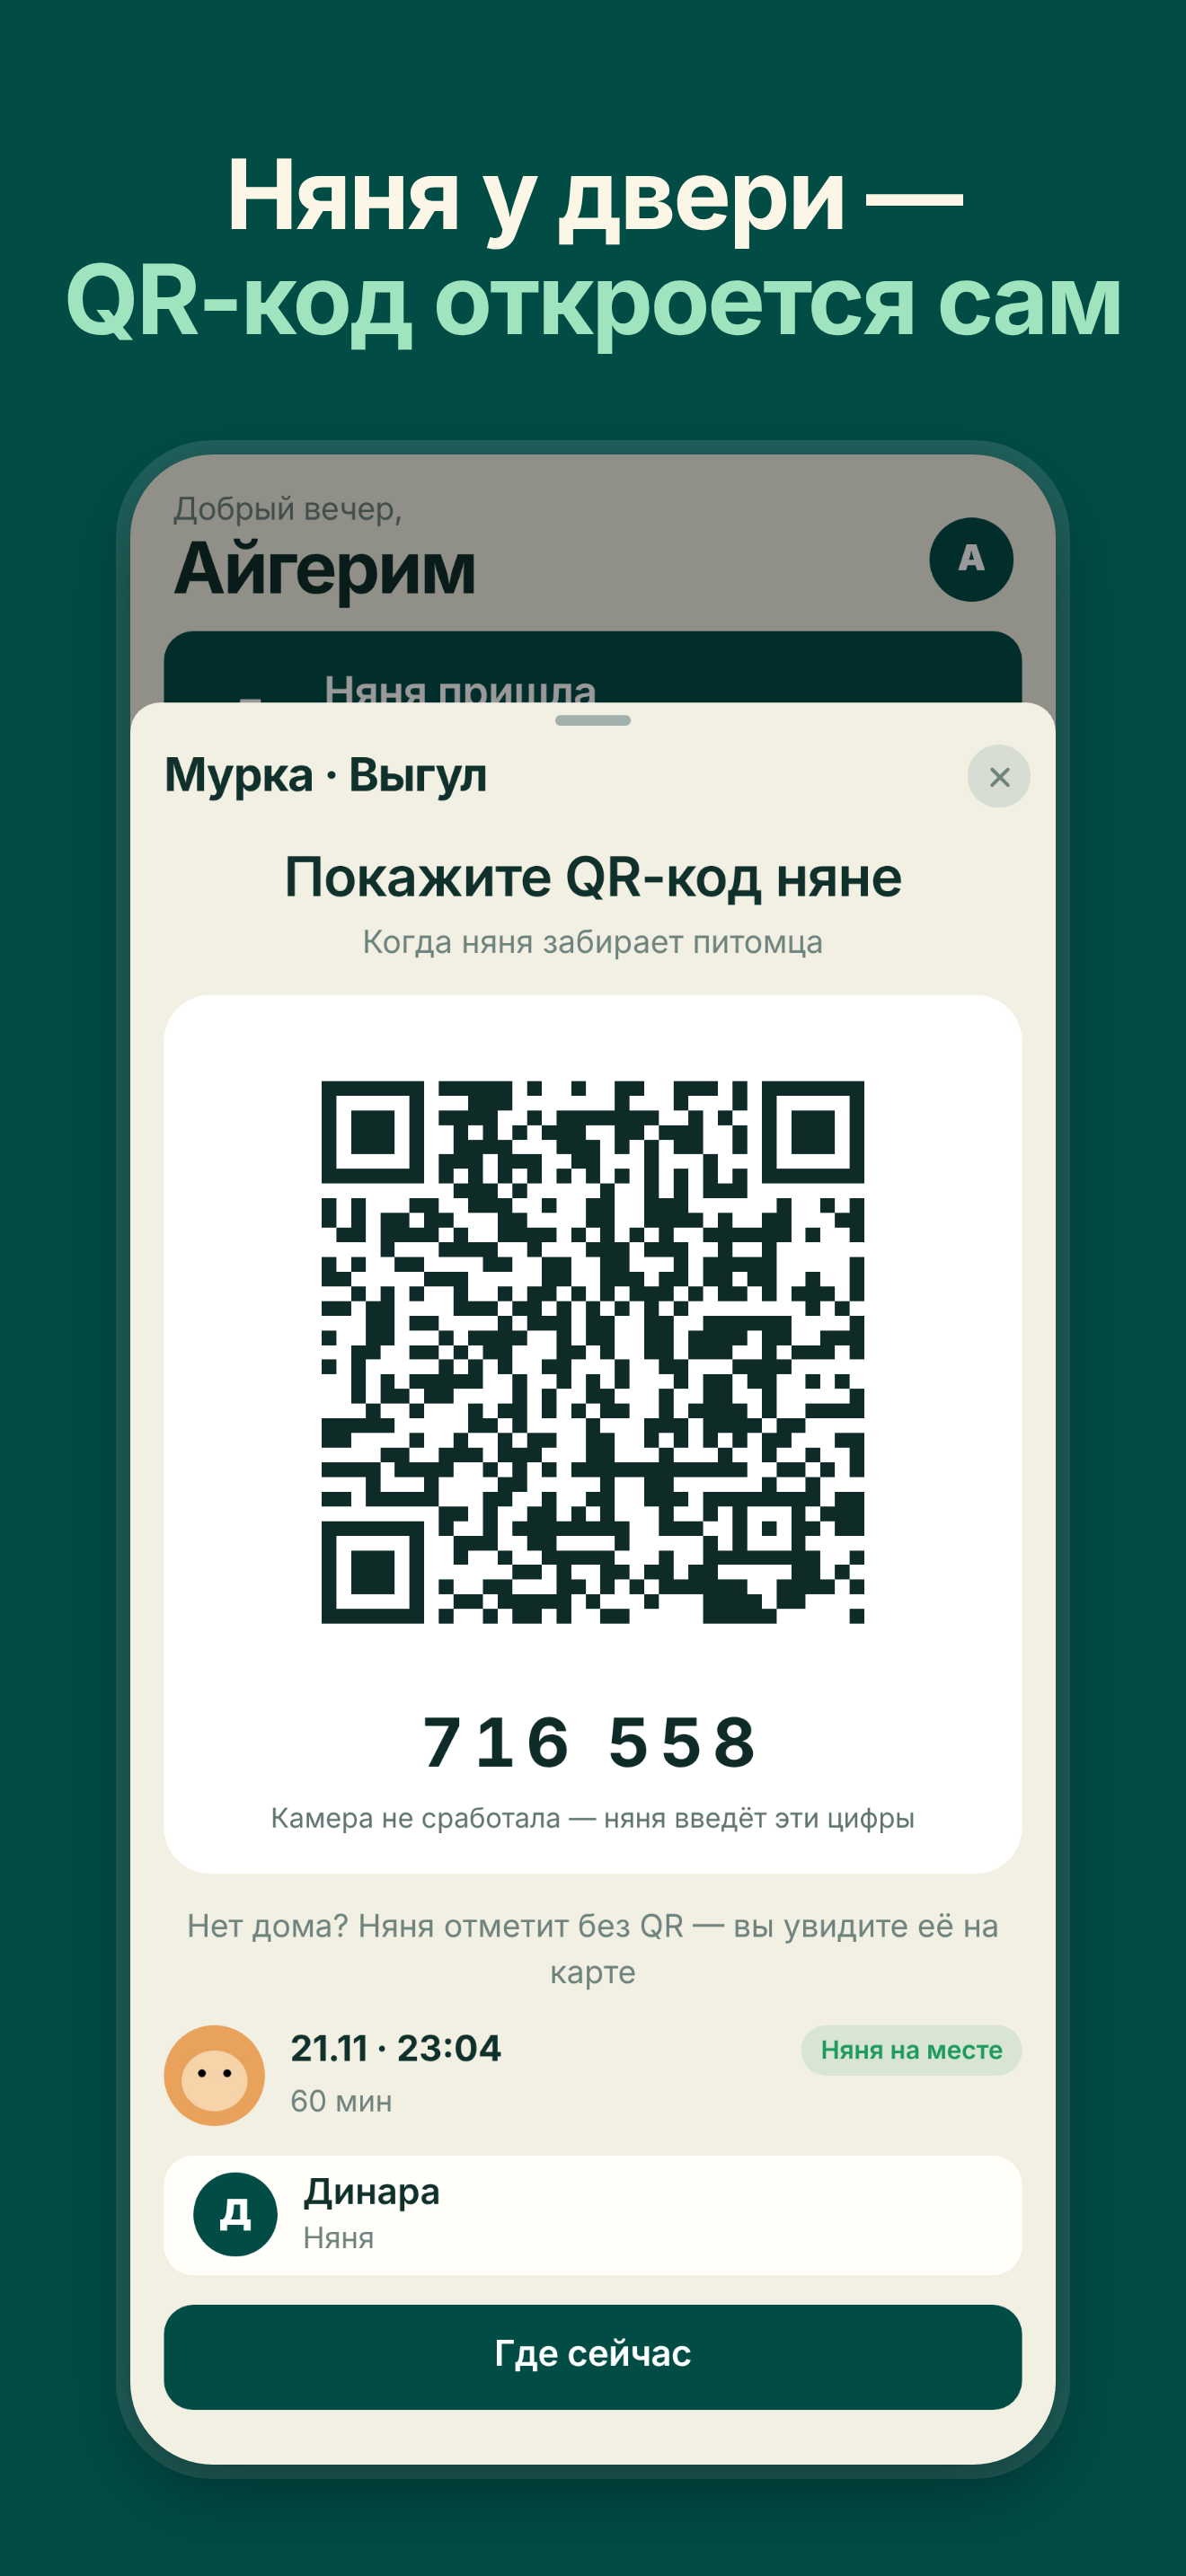 Няня у двери —
QR-код откроется сам
Добрый вечер,
Айгерим
А
Няня пришла
Мурка · Выгул
Покажите QR-код няне
Когда няня забирает питомца
716 558
Камера не сработала — няня введёт эти цифры
Нет дома? Няня отметит без QR — вы увидите её на
карте
21.11 · 23:04
Няня на месте
60 мин
Д
Динара
Няня
Где сейчас